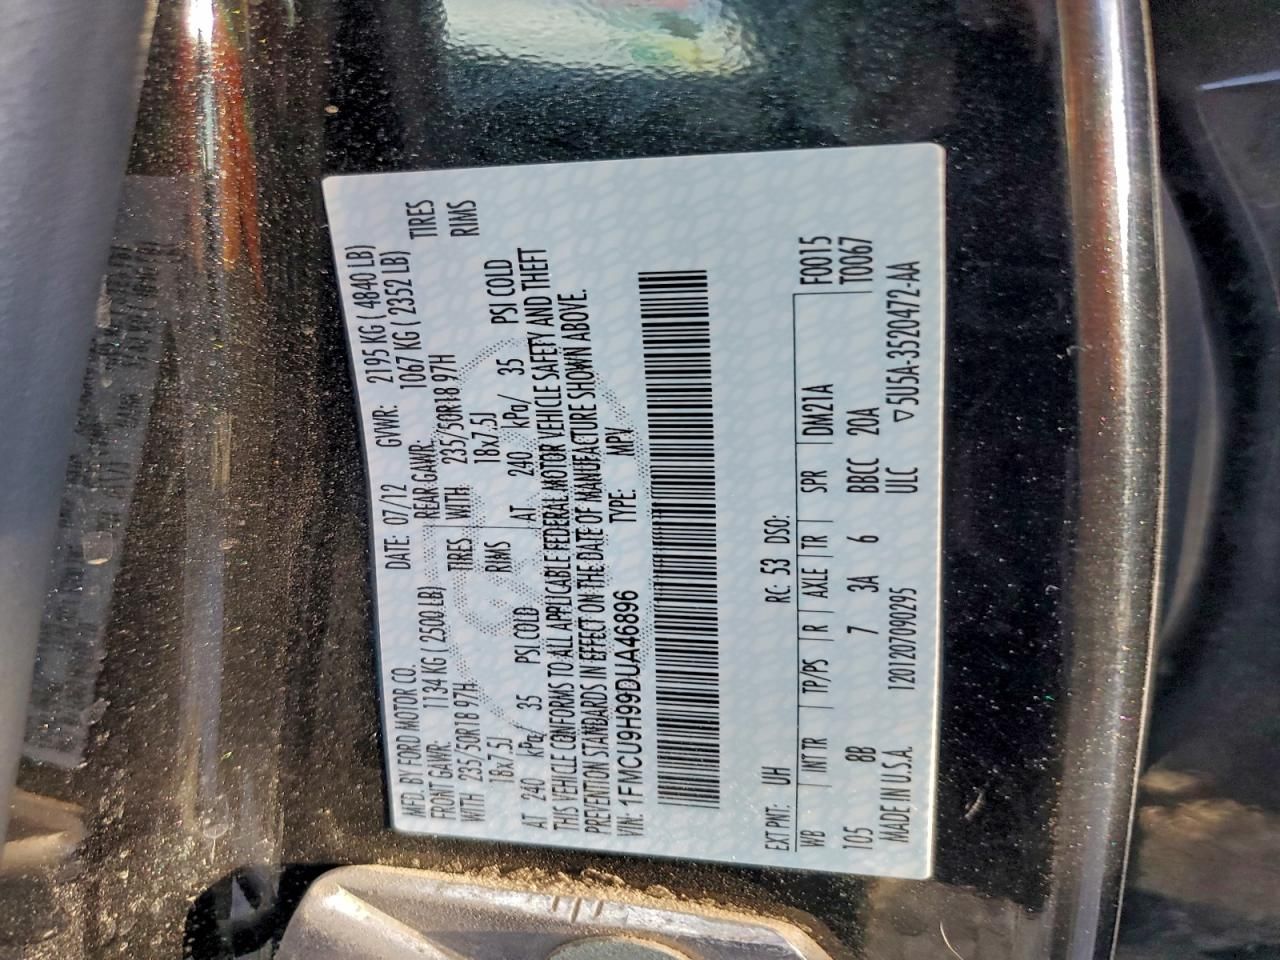 MFD. BY FORD MOTOR CO.
DATE: 07/12 GVWR: 2195 KG ( 4840 LB)
FRONT GAWR: 1134 KG ( 2500 LB) REAR GAWR: 1067 KG ( 2352 LB)
WITH 235/50R18 97H TIRES WITH 235/50R18 97H TIRES
18x7.5J RIMS 18x7.5J RIMS
AT 240 kPa/ 35 PSI COLD AT 240 kPa/ 35 PSI COLD
THIS VEHICLE CONFORMS TO ALL APPLICABLE FEDERAL MOTOR VEHICLE SAFETY AND THEFT
PREVENTION STANDARDS IN EFFECT ON THE DATE OF MANUFACTURE SHOWN ABOVE.
VIN: 1FMCU9H99DUA46896 TYPE: MPV
EXT PNT: UH RC: 53 DSO: F0015
WB INT TR TP/PS R AXLE TR SPR DM21A T0067
105 8B 7 3A 6 BBCC 20A
MADE IN U.S.A. 120120709​0295 ULC ▽5U5A-3520472-AA